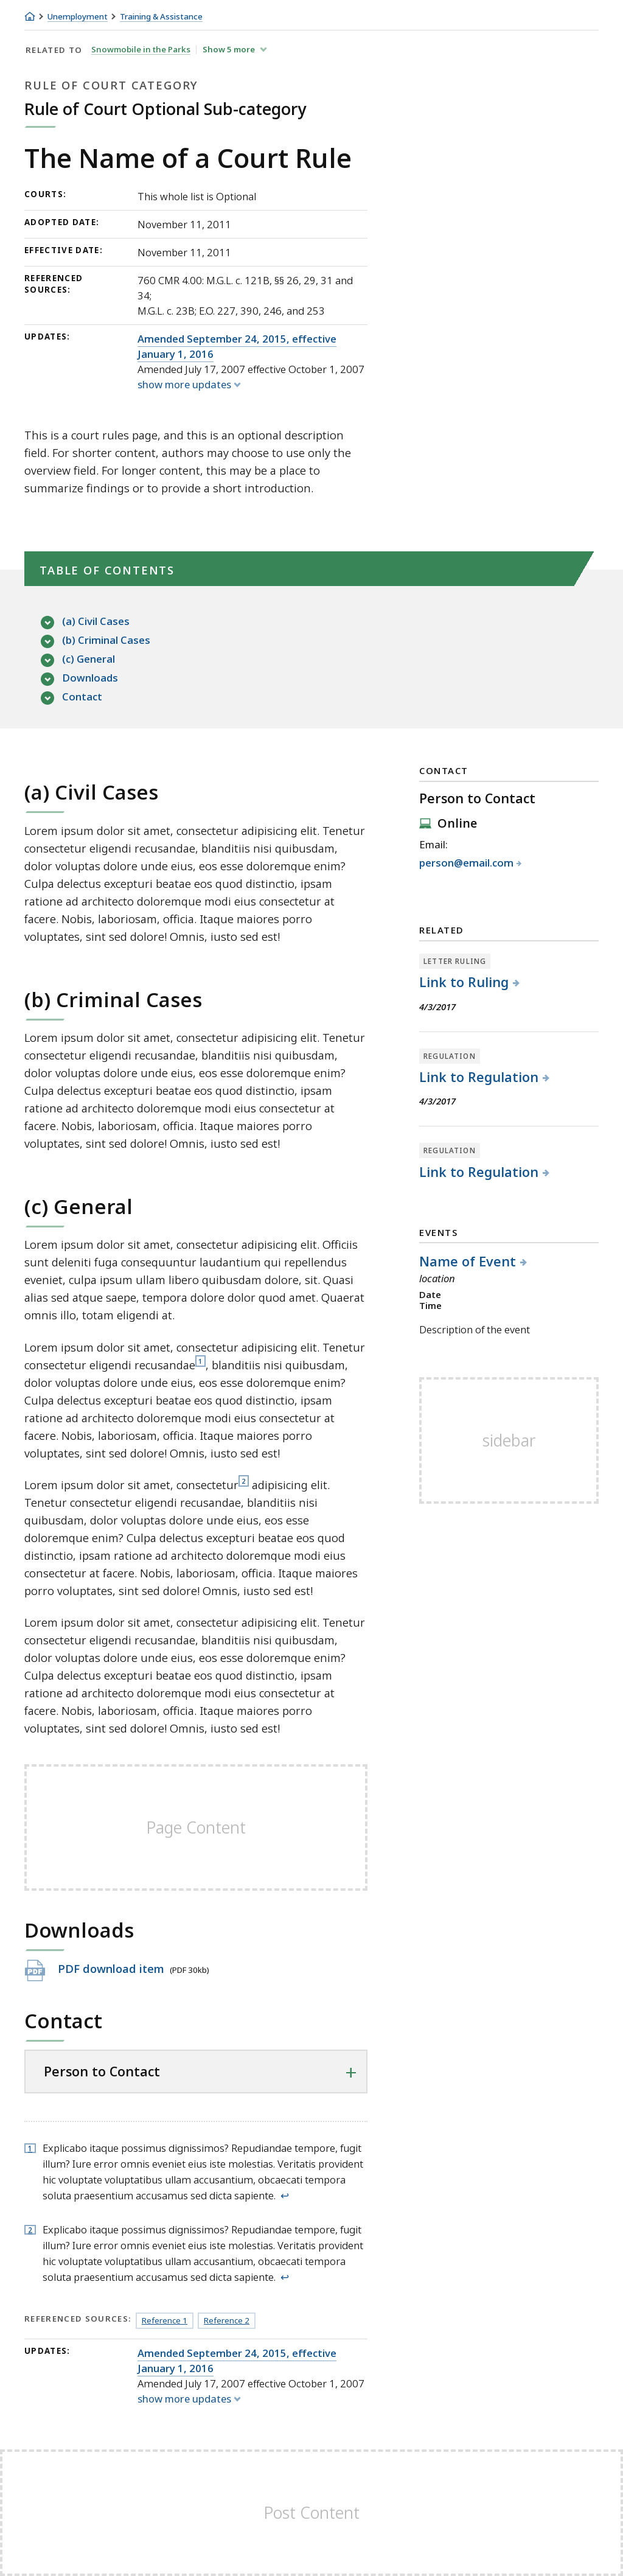 Unemployment Training & Assistance
RELATED TO Snowmobile in the Parks Show 5 more
RULE OF COURT CATEGORY
Rule of Court Optional Sub-category
The Name of a Court Rule
COURTS: This whole list is Optional
ADOPTED DATE: November 11, 2011
EFFECTIVE DATE: November 11, 2011
REFERENCED SOURCES: 760 CMR 4.00: M.G.L. c. 121B, §§ 26, 29, 31 and
34;
M.G.L. c. 23B; E.O. 227, 390, 246, and 253
UPDATES: Amended September 24, 2015, effective
January 1, 2016
Amended July 17, 2007 effective October 1, 2007
show more updates
This is a court rules page, and this is an optional description
field. For shorter content, authors may choose to use only the
overview field. For longer content, this may be a place to
summarize findings or to provide a short introduction.
TABLE OF CONTENTS
(a) Civil Cases
(b) Criminal Cases
(c) General
Downloads
Contact
(a) Civil Cases
Lorem ipsum dolor sit amet, consectetur adipisicing elit. Tenetur
consectetur eligendi recusandae, blanditiis nisi quibusdam,
dolor voluptas dolore unde eius, eos esse doloremque enim?
Culpa delectus excepturi beatae eos quod distinctio, ipsam
ratione ad architecto doloremque modi eius consectetur at
facere. Nobis, laboriosam, officia. Itaque maiores porro
voluptates, sint sed dolore! Omnis, iusto sed est!
(b) Criminal Cases
Lorem ipsum dolor sit amet, consectetur adipisicing elit. Tenetur
consectetur eligendi recusandae, blanditiis nisi quibusdam,
dolor voluptas dolore unde eius, eos esse doloremque enim?
Culpa delectus excepturi beatae eos quod distinctio, ipsam
ratione ad architecto doloremque modi eius consectetur at
facere. Nobis, laboriosam, officia. Itaque maiores porro
voluptates, sint sed dolore! Omnis, iusto sed est!
(c) General
Lorem ipsum dolor sit amet, consectetur adipisicing elit. Officiis
sunt deleniti fuga consequuntur laudantium qui repellendus
eveniet, culpa ipsum ullam libero quibusdam dolore, sit. Quasi
alias sed atque saepe, tempora dolore dolor quod amet. Quaerat
omnis illo, totam eligendi at.
Lorem ipsum dolor sit amet, consectetur adipisicing elit. Tenetur
consectetur eligendi recusandae1, blanditiis nisi quibusdam,
dolor voluptas dolore unde eius, eos esse doloremque enim?
Culpa delectus excepturi beatae eos quod distinctio, ipsam
ratione ad architecto doloremque modi eius consectetur at
facere. Nobis, laboriosam, officia. Itaque maiores porro
voluptates, sint sed dolore! Omnis, iusto sed est!
Lorem ipsum dolor sit amet, consectetur2 adipisicing elit.
Tenetur consectetur eligendi recusandae, blanditiis nisi
quibusdam, dolor voluptas dolore unde eius, eos esse
doloremque enim? Culpa delectus excepturi beatae eos quod
distinctio, ipsam ratione ad architecto doloremque modi eius
consectetur at facere. Nobis, laboriosam, officia. Itaque maiores
porro voluptates, sint sed dolore! Omnis, iusto sed est!
Lorem ipsum dolor sit amet, consectetur adipisicing elit. Tenetur
consectetur eligendi recusandae, blanditiis nisi quibusdam,
dolor voluptas dolore unde eius, eos esse doloremque enim?
Culpa delectus excepturi beatae eos quod distinctio, ipsam
ratione ad architecto doloremque modi eius consectetur at
facere. Nobis, laboriosam, officia. Itaque maiores porro
voluptates, sint sed dolore! Omnis, iusto sed est!
Page Content
Downloads
PDF PDF download item (PDF 30kb)
Contact
Person to Contact +
1 Explicabo itaque possimus dignissimos? Repudiandae tempore, fugit
illum? Iure error omnis eveniet eius iste molestias. Veritatis provident
hic voluptate voluptatibus ullam accusantium, obcaecati tempora
soluta praesentium accusamus sed dicta sapiente. ↩
2 Explicabo itaque possimus dignissimos? Repudiandae tempore, fugit
illum? Iure error omnis eveniet eius iste molestias. Veritatis provident
hic voluptate voluptatibus ullam accusantium, obcaecati tempora
soluta praesentium accusamus sed dicta sapiente. ↩
REFERENCED SOURCES: Reference 1 Reference 2
UPDATES: Amended September 24, 2015, effective
January 1, 2016
Amended July 17, 2007 effective October 1, 2007
show more updates
CONTACT
Person to Contact
Online
Email:
person@email.com
RELATED
LETTER RULING
Link to Ruling
4/3/2017
REGULATION
Link to Regulation
4/3/2017
REGULATION
Link to Regulation
EVENTS
Name of Event
location
Date
Time
Description of the event
sidebar
Post Content